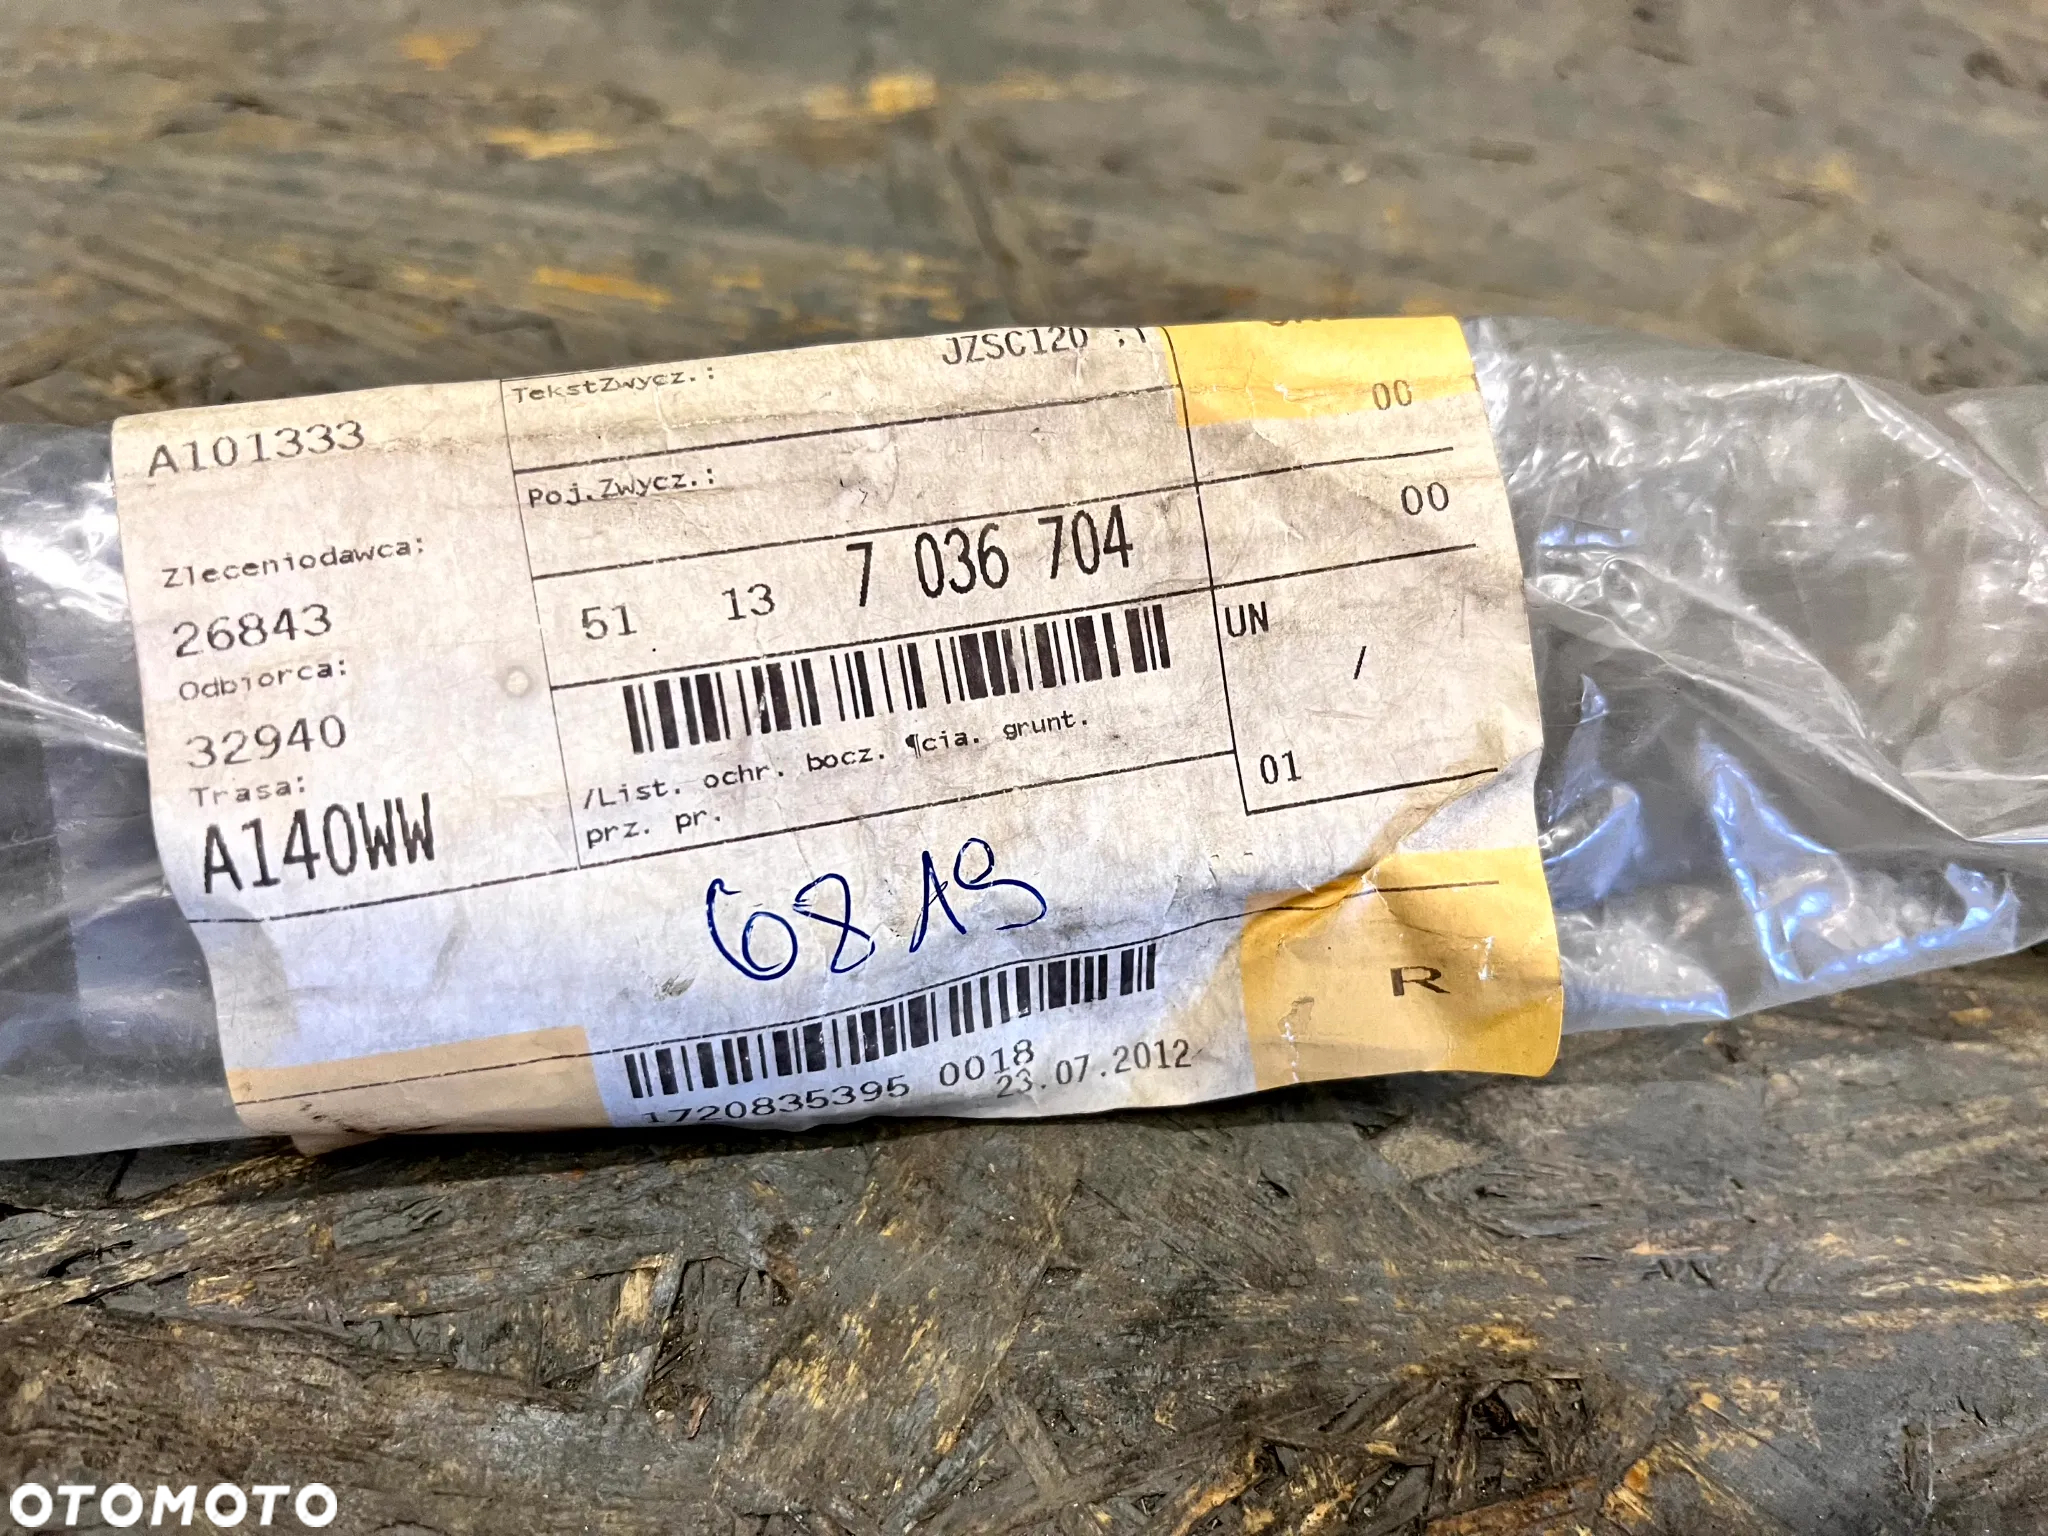 JZSC120
TekstZwycz.:
A101333
00
Poj.Zwycz.:
00
51 13 7 036 704
Zleceniodawca:
26843
UN
/
Odbiorca:
32940
/List. ochr. bocz. ¶cia. grunt.
prz. pr.
01
Trasa:
A140WW
R
1720835395 0018
23.07.2012
OTOMOTO